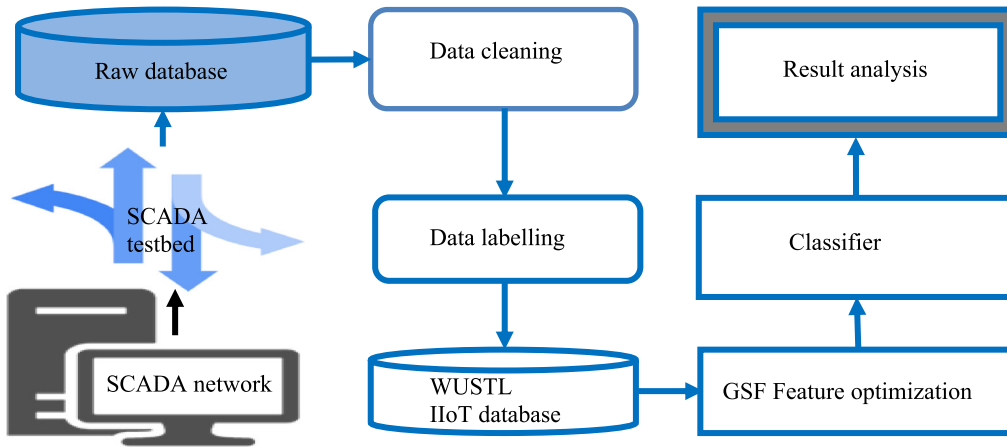 Raw database
Data cleaning
Result analysis
SCADA
testbed
Data labelling
Classifier
SCADA network
WUSTL
IIoT database
GSF Feature optimization